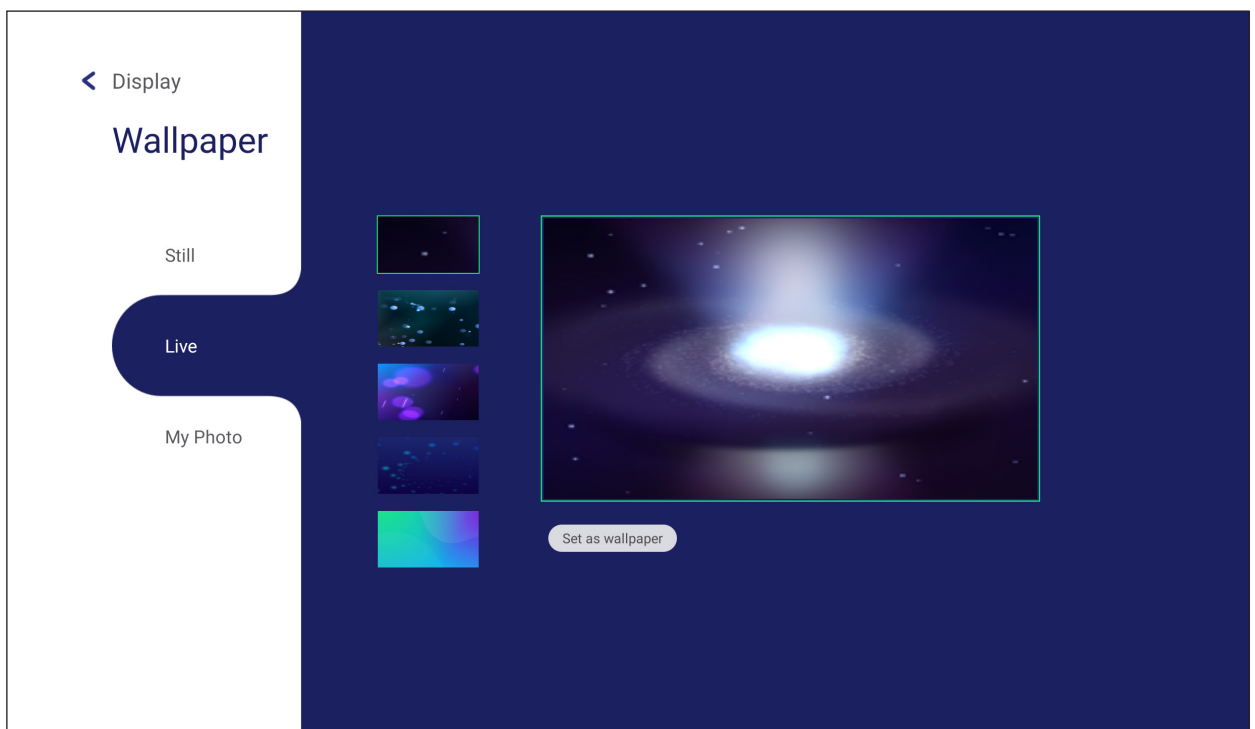 Display
Wallpaper
Still
Live
My Photo
Set as wallpaper